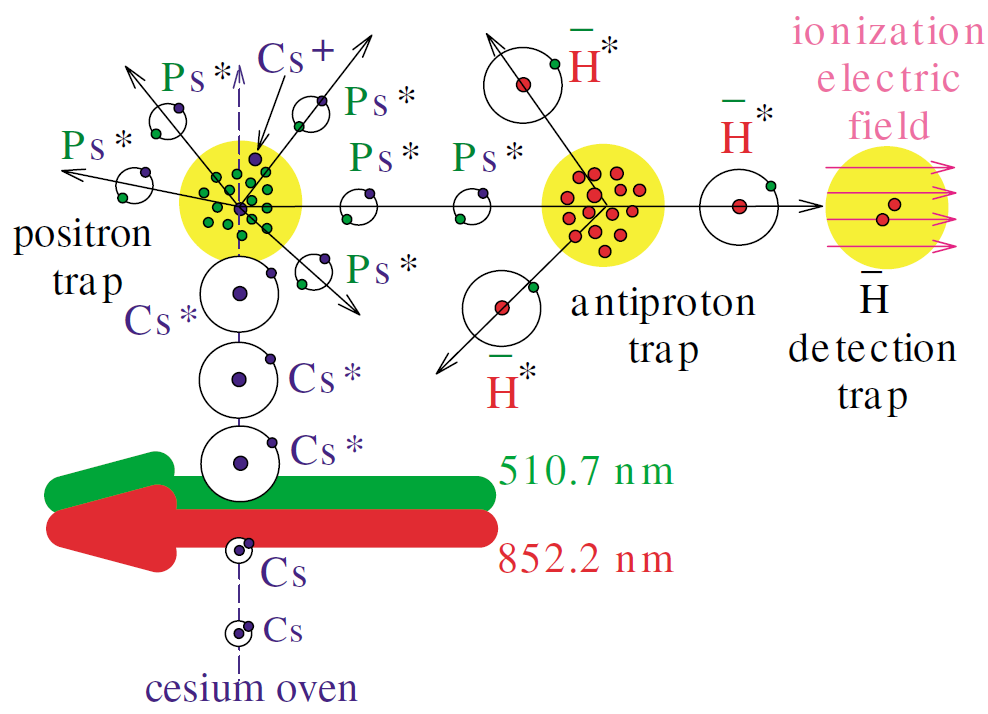 ionization
electric
field
Cs+
Ps*
Ps*
Ps*
Ps*
Ps*
Ps*
H̅*
H̅*
H̅*
positron
trap
Cs*
Cs*
Cs*
antiproton
trap
H̅
detection
trap
510.7 nm
852.2 nm
Cs
Cs
cesium oven